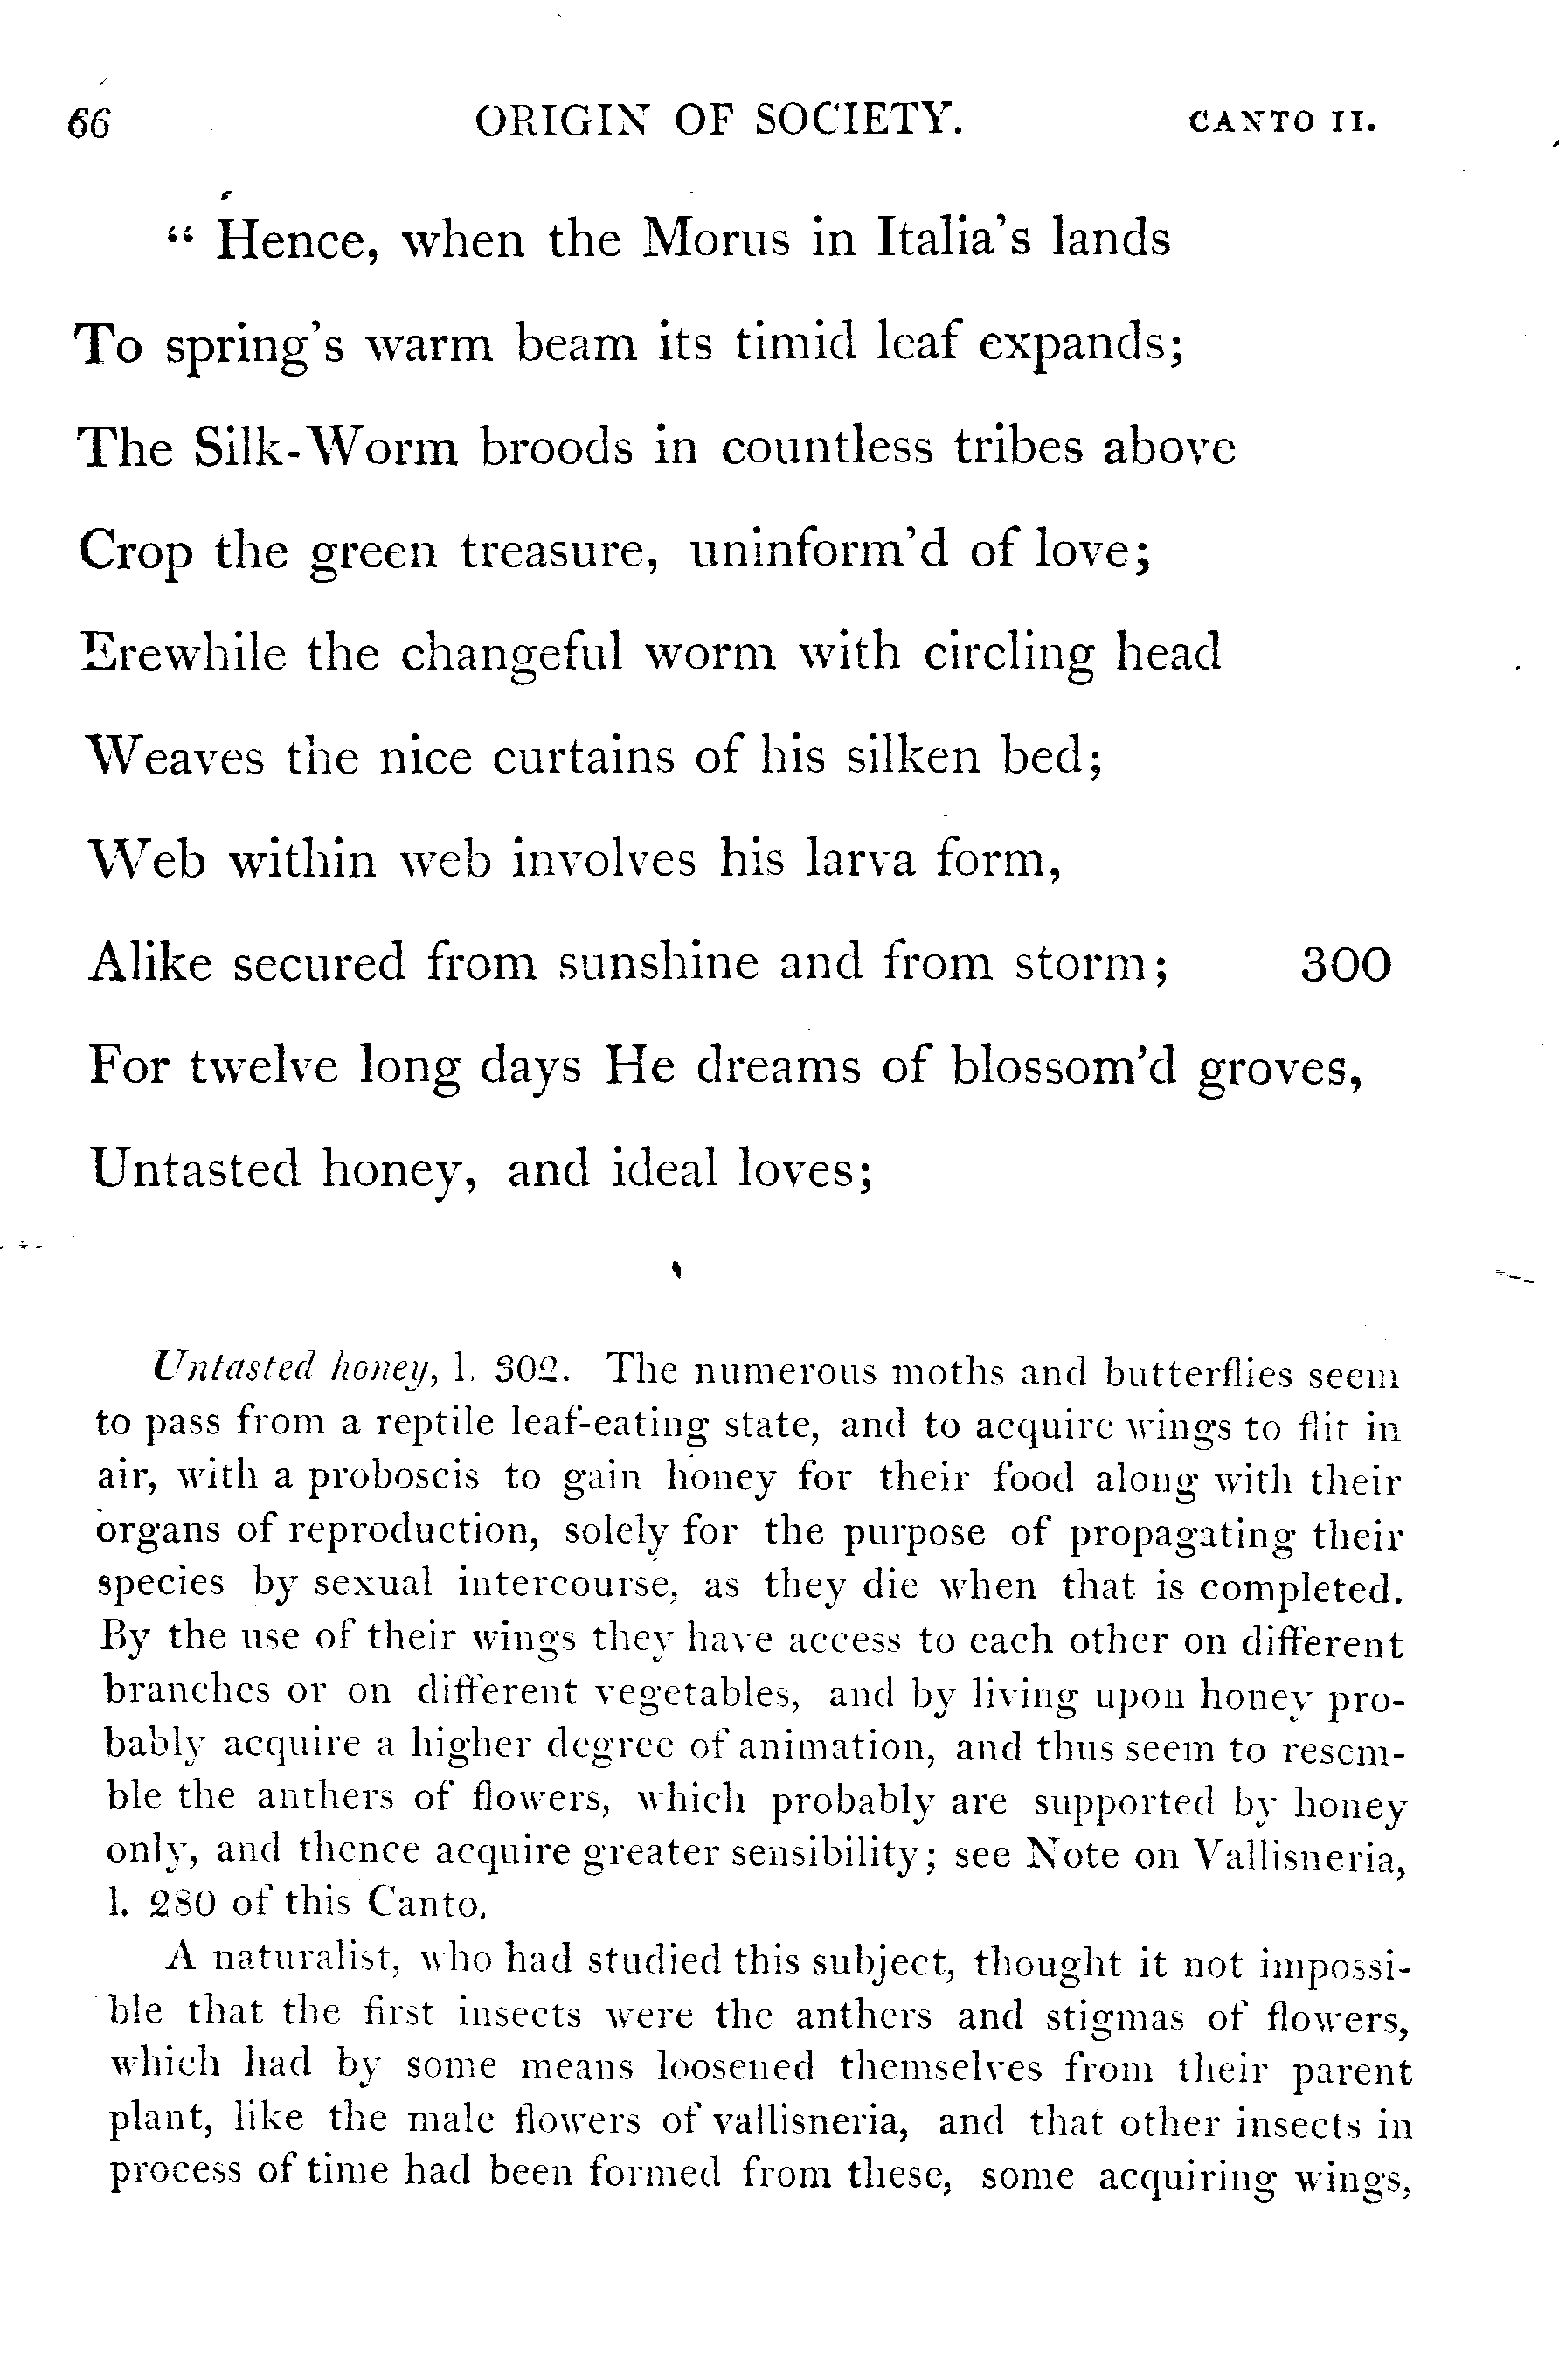 66 ORIGIN OF SOCIETY. CANTO II.
“ Hence, when the Morus in Italia’s lands
To spring’s warm beam its timid leaf expands;
The Silk-Worm broods in countless tribes above
Crop the green treasure, uninform’d of love;
Erewhile the changeful worm with circling head
Weaves the nice curtains of his silken bed;
Web within web involves his larva form,
Alike secured from sunshine and from storm; 300
For twelve long days He dreams of blossom’d groves,
Untasted honey, and ideal loves;
Untasted honey, l. 302. The numerous moths and butterflies seem
to pass from a reptile leaf-eating state, and to acquire wings to flit in
air, with a proboscis to gain honey for their food along with their
organs of reproduction, solely for the purpose of propagating their
species by sexual intercourse, as they die when that is completed.
By the use of their wings they have access to each other on different
branches or on different vegetables, and by living upon honey pro-
bably acquire a higher degree of animation, and thus seem to resem-
ble the anthers of flowers, which probably are supported by honey
only, and thence acquire greater sensibility; see Note on Vallisneria,
l. 280 of this Canto.
A naturalist, who had studied this subject, thought it not impossi-
ble that the first insects were the anthers and stigmas of flowers,
which had by some means loosened themselves from their parent
plant, like the male flowers of vallisneria, and that other insects in
process of time had been formed from these, some acquiring wings,